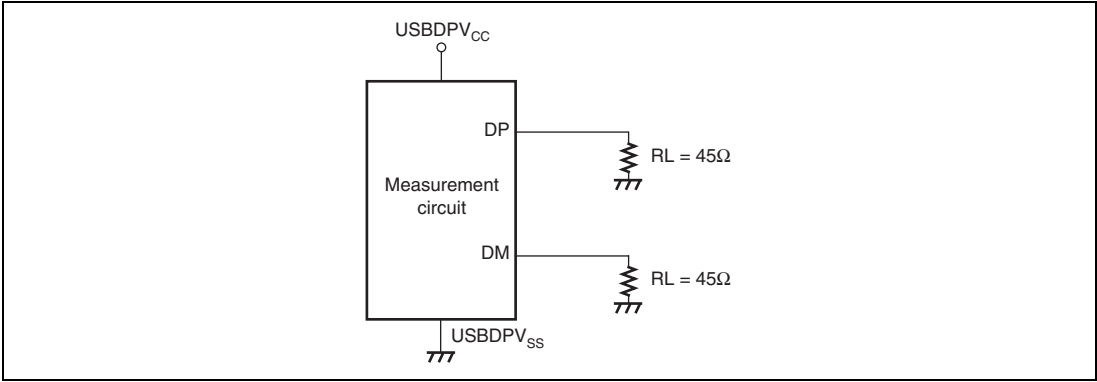 USBDPVCC
DP
RL = 45Ω
Measurement
circuit
DM
RL = 45Ω
USBDPVSS